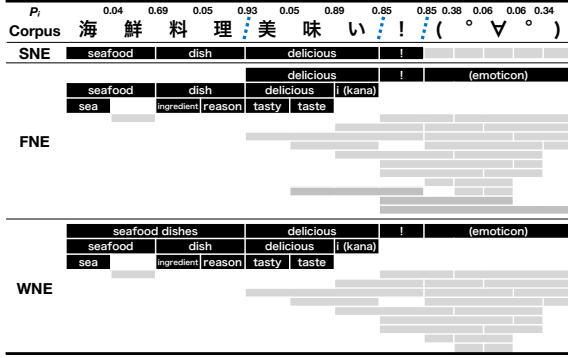 Pi 0.04 0.69 0.05 0.93 0.05 0.89 0.85 0.85 0.38 0.06 0.06 0.34
Corpus 海 鮮 料 理 美 味 い ! ( ° ∀ ° )
SNE seafood dish delicious !
delicious ! (emoticon)
seafood dish delicious i (kana)
sea ingredient reason tasty taste
FNE
seafood dishes delicious ! (emoticon)
seafood dish delicious i (kana)
sea ingredient reason tasty taste
WNE